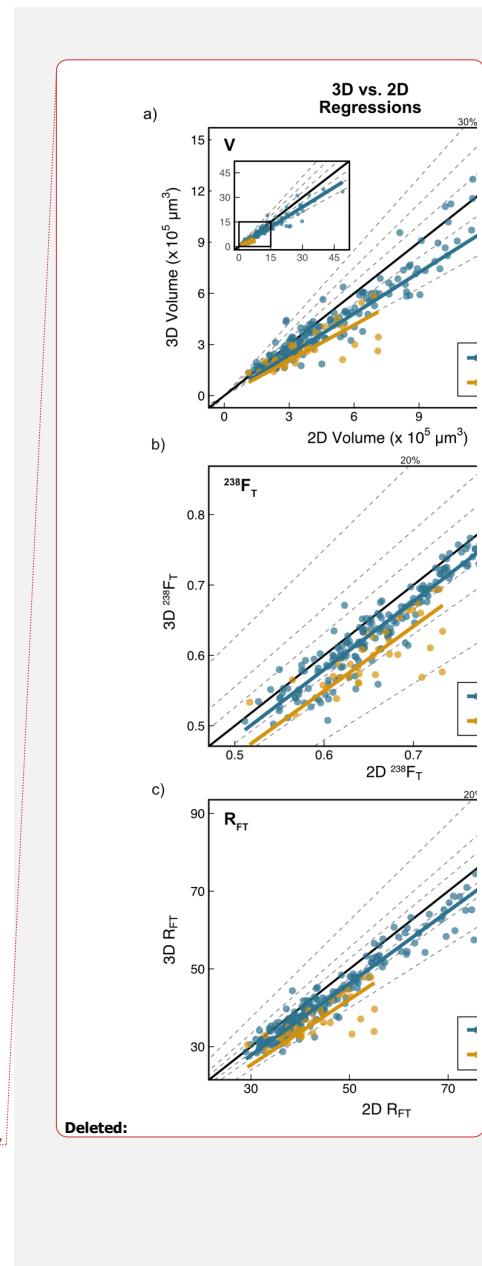 3D vs. 2D
Regressions
a)
30%
V
15
12
9
6
3
0
45
30
15
0
0
15
30
45
3D Volume (x 10⁵ µm³)
0
3
6
9
2D Volume (x 10⁵ µm³)
b)
20%
²³⁸F_T
0.8
0.7
0.6
0.5
3D ²³⁸F_T
0.5
0.6
0.7
2D ²³⁸F_T
c)
20%
R_FT
90
70
50
30
3D R_FT
30
50
70
2D R_FT
Deleted: